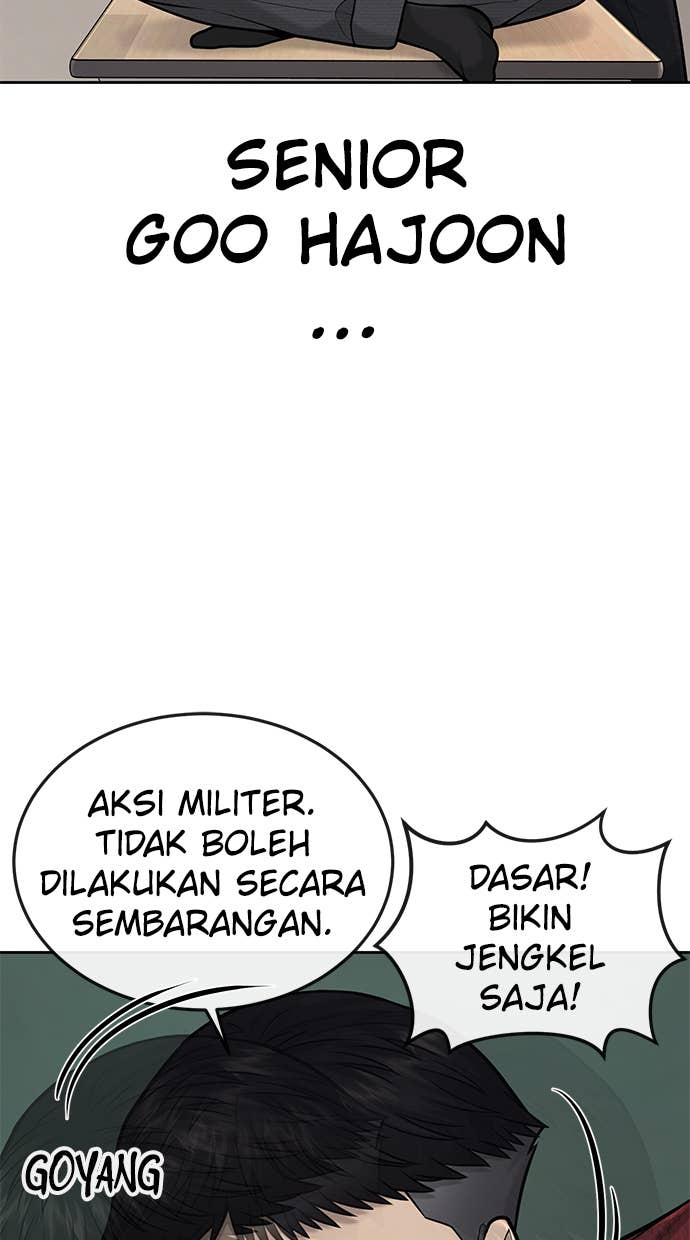 SENIOR
GOO HAJOON
...
AKSI MILITER.
TIDAK BOLEH
DILAKUKAN SECARA
SEMBARANGAN.
DASAR!
BIKIN
JENGKEL
SAJA!
GOYANG